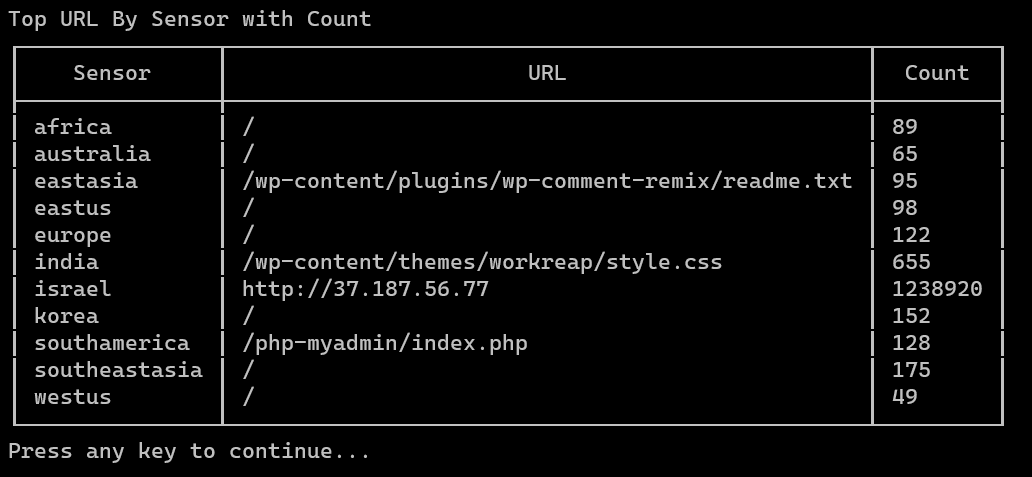 Top URL By Sensor with Count
Sensor URL Count
africa / 89
australia / 65
eastasia /wp-content/plugins/wp-comment-remix/readme.txt 95
eastus / 98
europe / 122
india /wp-content/themes/workreap/style.css 655
israel http://37.187.56.77 1238920
korea / 152
southamerica /php-myadmin/index.php 128
southeastasia / 175
westus / 49
Press any key to continue...